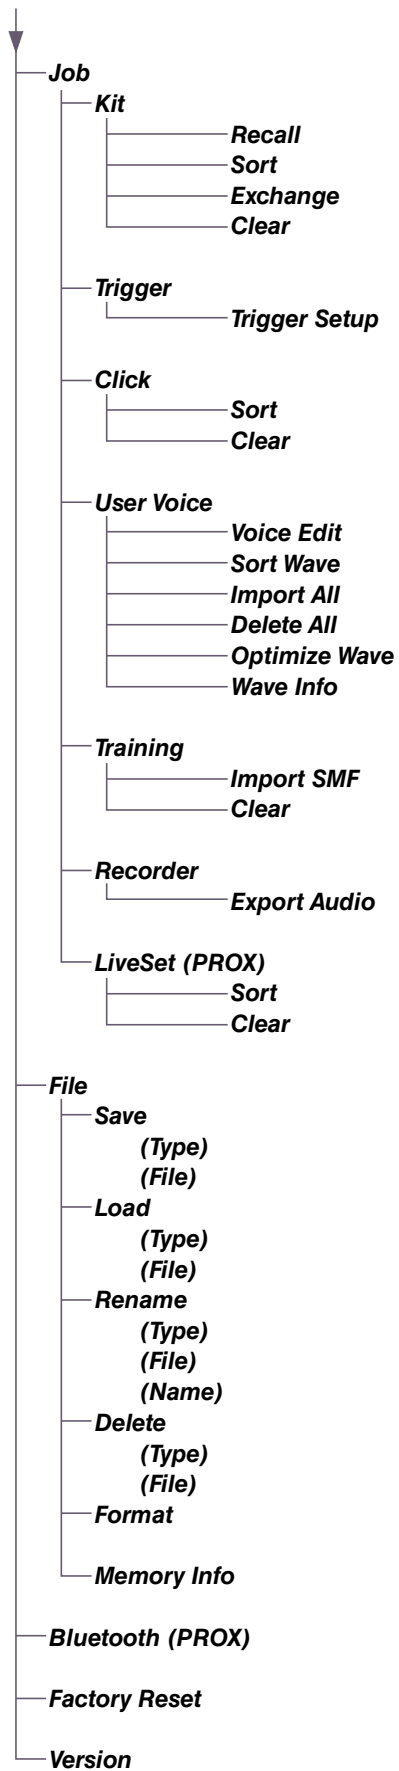 Job
Kit
Recall
Sort
Exchange
Clear
Trigger
Trigger Setup
Click
Sort
Clear
User Voice
Voice Edit
Sort Wave
Import All
Delete All
Optimize Wave
Wave Info
Training
Import SMF
Clear
Recorder
Export Audio
LiveSet (PROX)
Sort
Clear
File
Save
(Type)
(File)
Load
(Type)
(File)
Rename
(Type)
(File)
(Name)
Delete
(Type)
(File)
Format
Memory Info
Bluetooth (PROX)
Factory Reset
Version